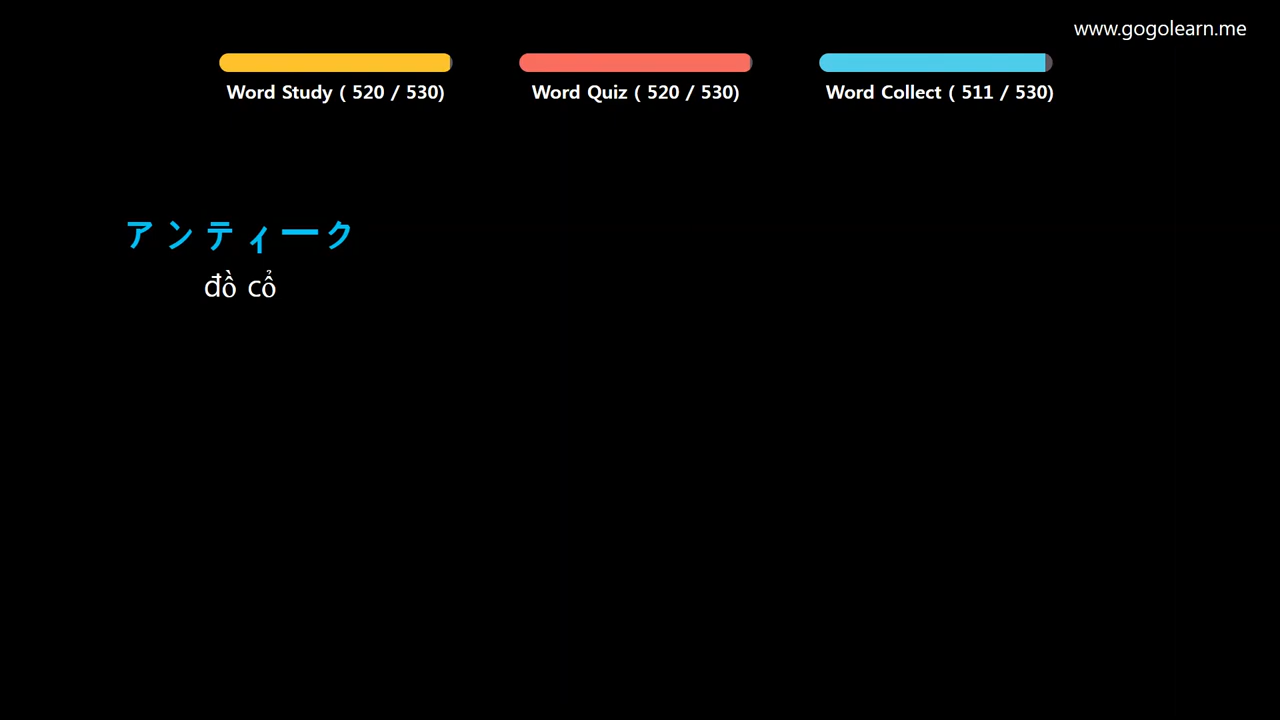 www.gogolearn.me
Word Study ( 520 / 530)
Word Quiz ( 520 / 530)
Word Collect ( 511 / 530)
アンティーク
đồ cổ